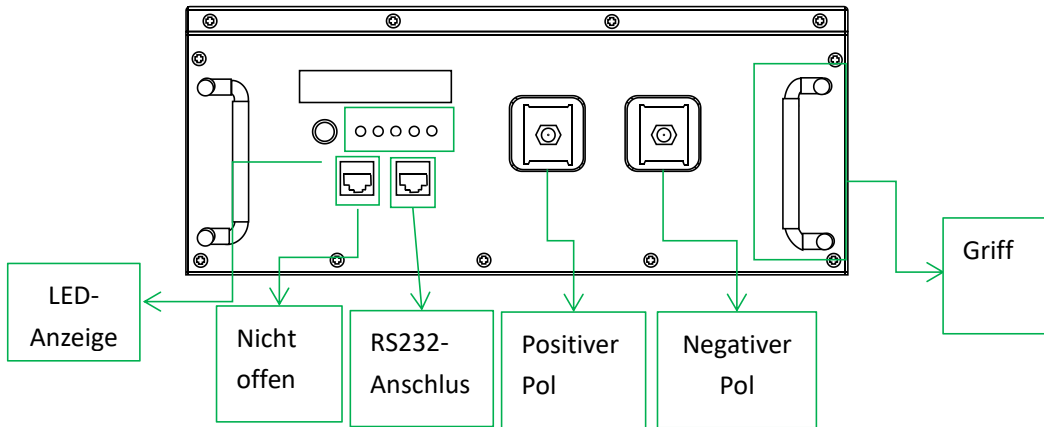 Griff
LED-
Anzeige
Nicht
offen
RS232-
Anschlus
Positiver
Pol
Negativer
Pol